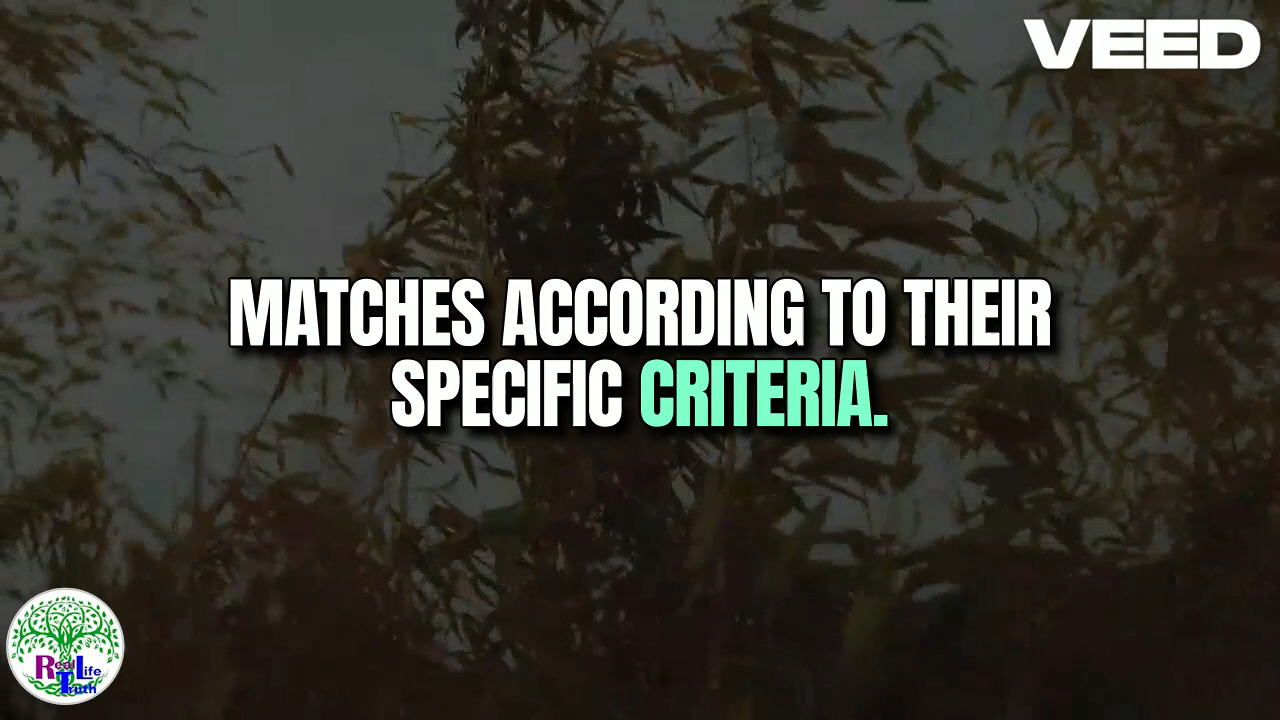 VEED
MATCHES ACCORDING TO THEIR
SPECIFIC CRITERIA.
Real Life
Truth